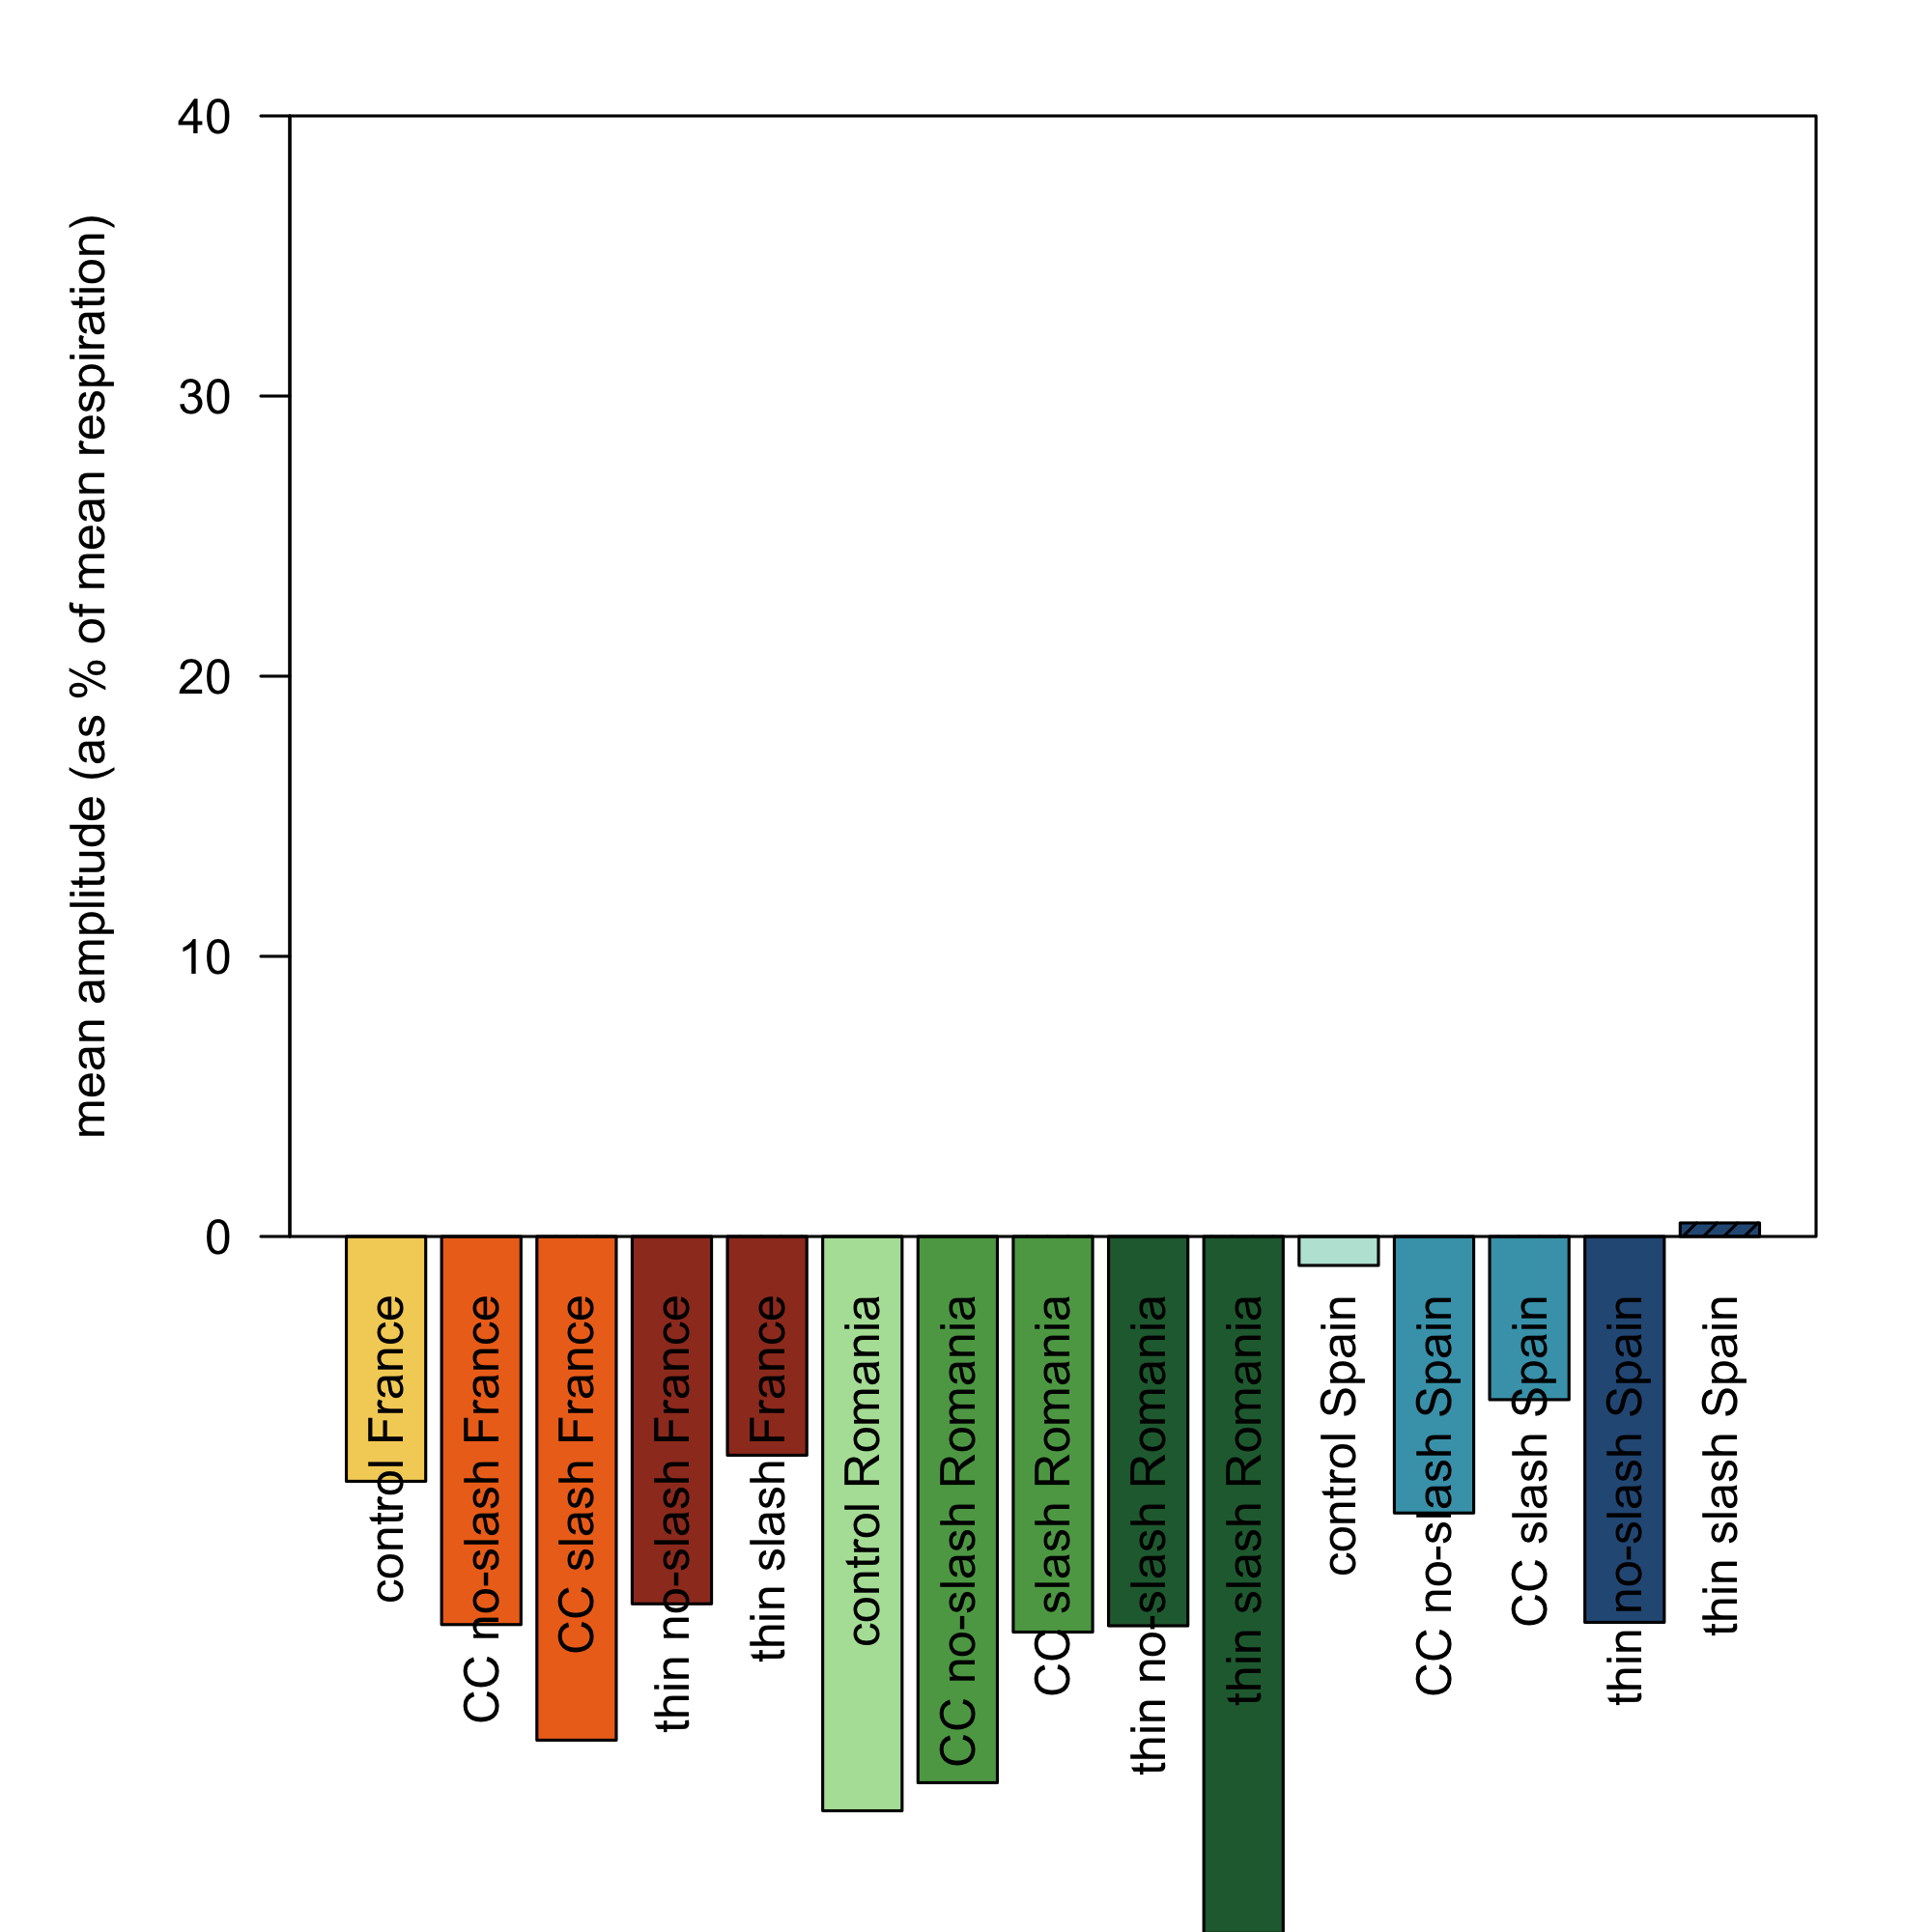 mean amplitude (as % of mean respiration)
40
30
20
10
0
control France
CC no-slash France
CC slash France
thin no-slash France
thin slash France
control Romania
CC no-slash Romania
CC slash Romania
thin no-slash Romania
thin slash Romania
control Spain
CC no-slash Spain
CC slash Spain
thin no-slash Spain
thin slash Spain